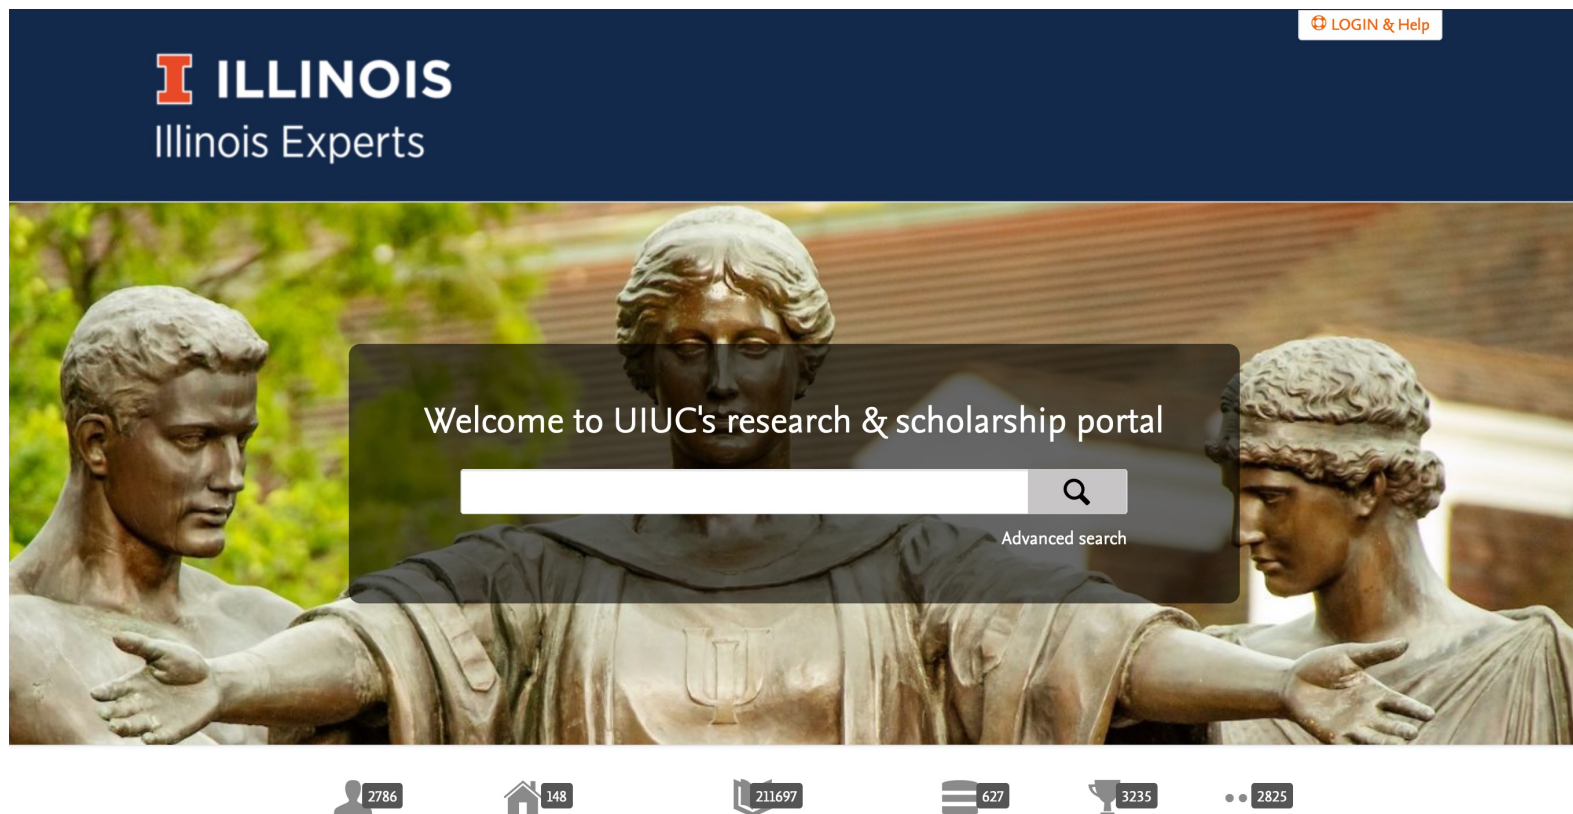 LOGIN & Help
I ILLINOIS
Illinois Experts
Welcome to UIUC's research & scholarship portal
Advanced search
2786 148 211697 627 3235 2825